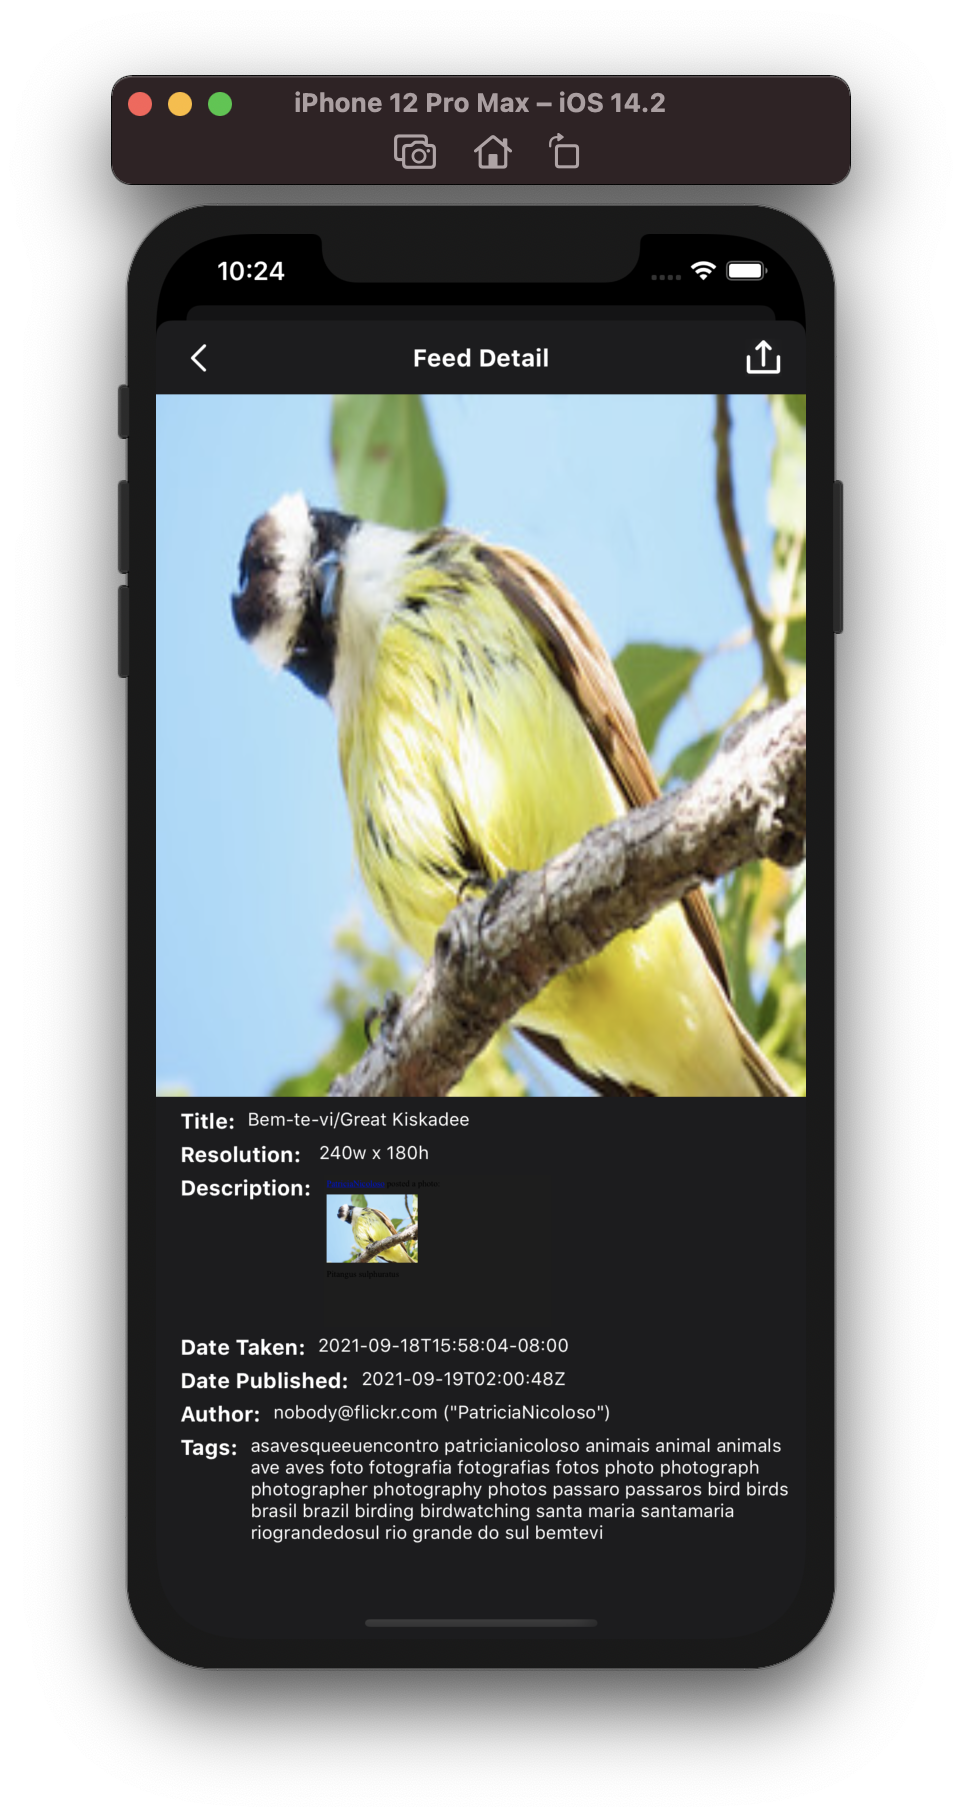 iPhone 12 Pro Max – iOS 14.2
10:24
Feed Detail
Title: Bem-te-vi/Great Kiskadee
Resolution: 240w x 180h
Description:
posted a photo:
Pitangus sulphuratus
Date Taken: 2021-09-18T15:58:04-08:00
Date Published: 2021-09-19T02:00:48Z
Author: nobody@flickr.com ("PatriciaNicoloso")
Tags: asavesqueeuencontro patricianicoloso animais animal animals
ave aves foto fotografia fotografias fotos photo photograph
photographer photography photos passaro passaros bird birds
brasil brazil birding birdwatching santa maria santamaria
riograndedosul rio grande do sul bemtevi